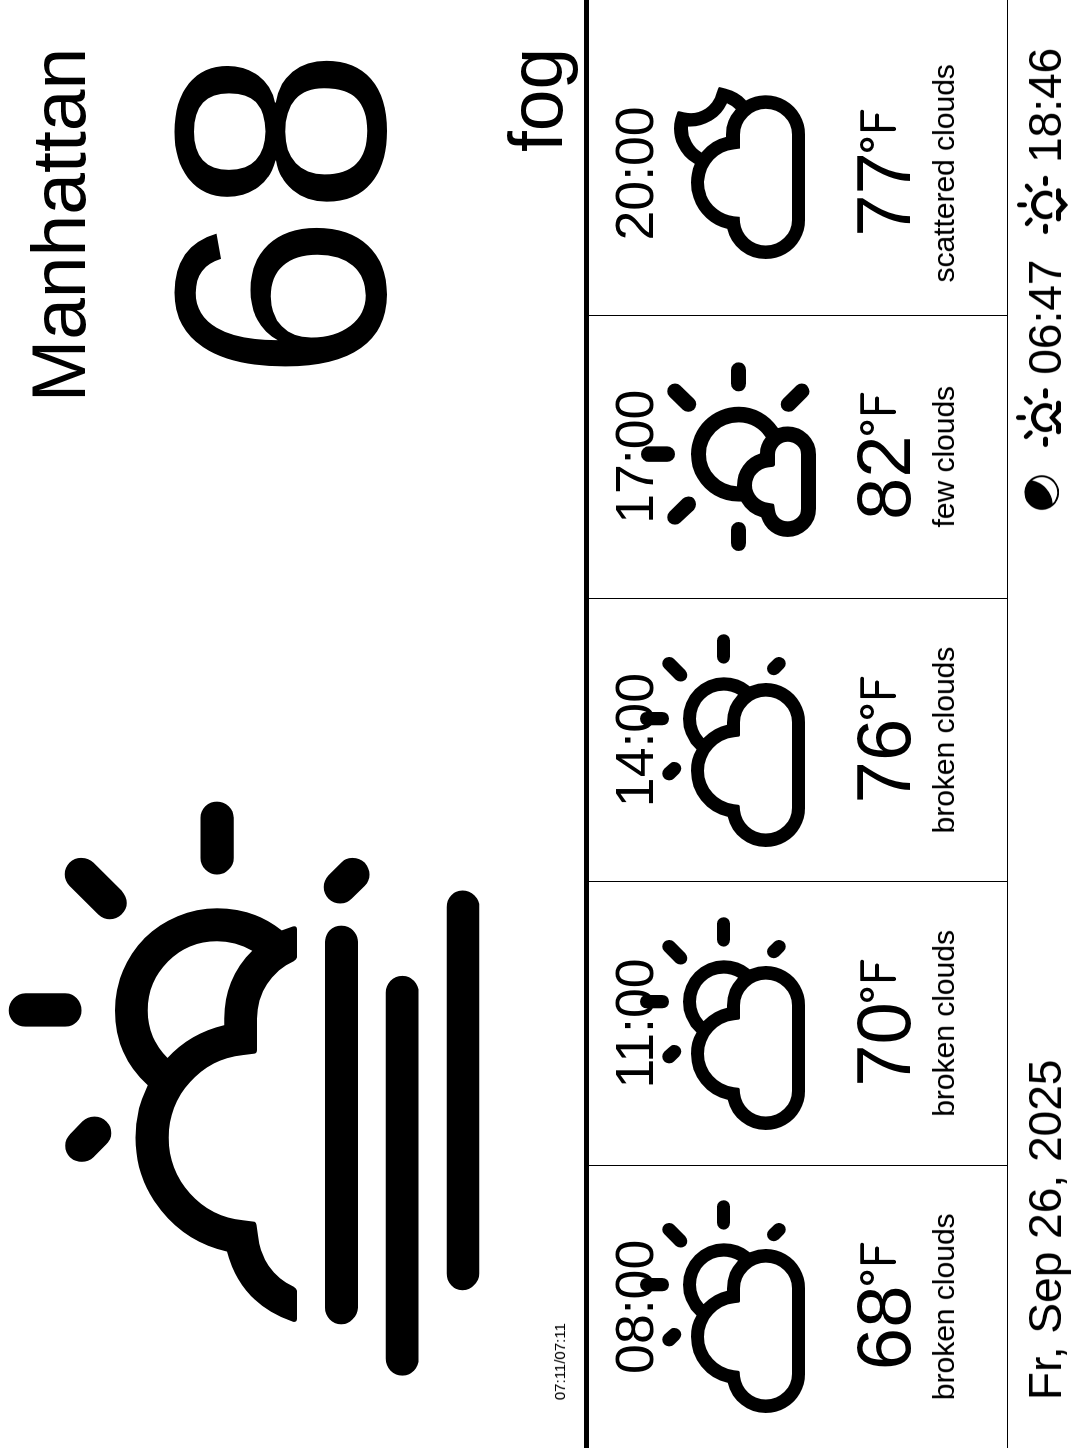 Manhattan
68
fog
07:11/07:11
08:00
68°F
broken clouds
11:00
70°F
broken clouds
14:00
76°F
broken clouds
17:00
82°F
few clouds
20:00
77°F
scattered clouds
Fr, Sep 26, 2025
06:47 18:46